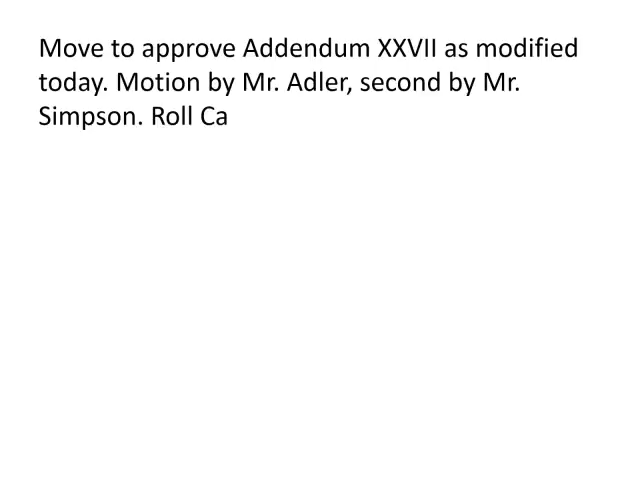 Move to approve Addendum XXVII as modified
today. Motion by Mr. Adler, second by Mr.
Simpson. Roll Ca